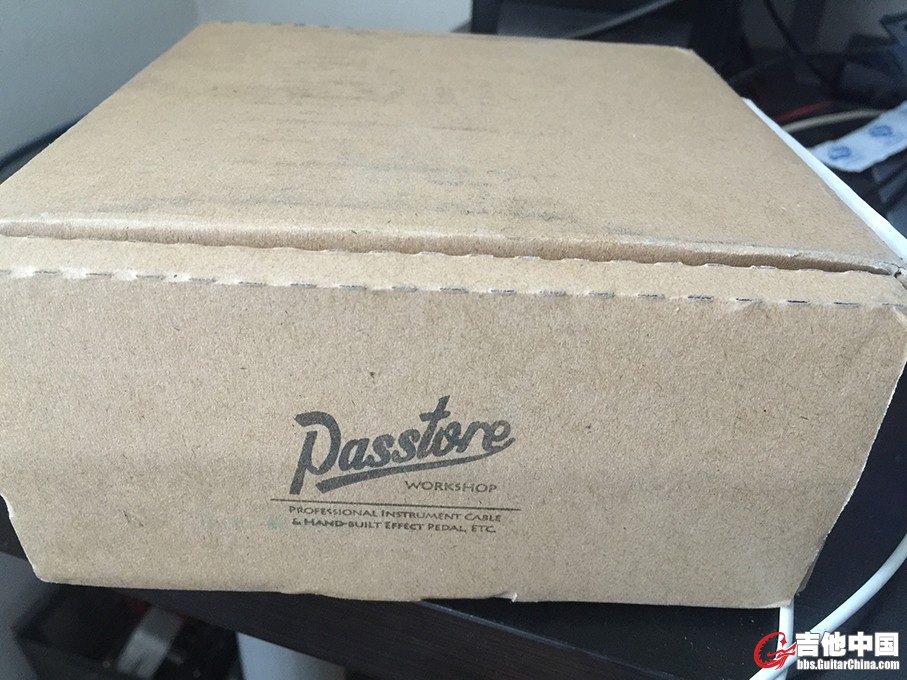 Passtore
WORKSHOP
PROFESSIONAL INSTRUMENT CABLE
& HAND-BUILT EFFECT PEDAL, ETC.
吉他中国
bbs.GuitarChina.com